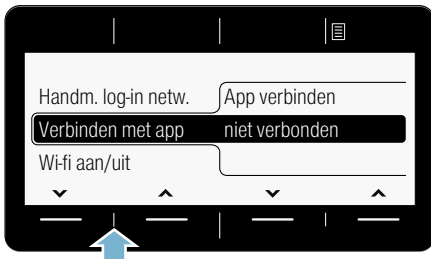 Handm. log-in netw. App verbinden
Verbinden met app niet verbonden
Wi-fi aan/uit